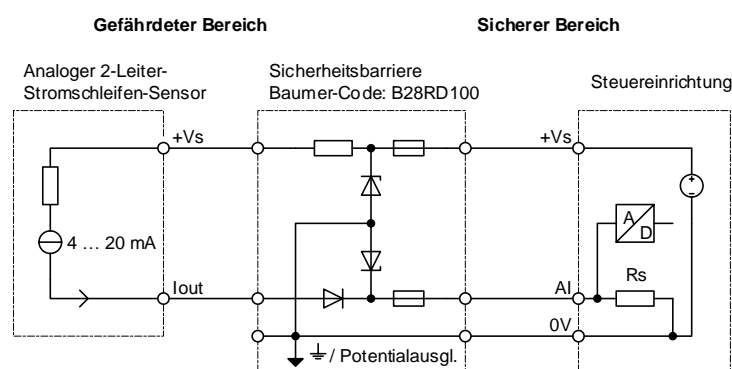 Gefährdeter Bereich
Sicherer Bereich
Analoger 2-Leiter-
Stromschleifen-Sensor
Sicherheitsbarriere
Baumer-Code: B28RD100
Steuereinrichtung
+Vs
+Vs
4 … 20 mA
A
D
Iout
AI
Rs
0V
/ Potentialausgl.